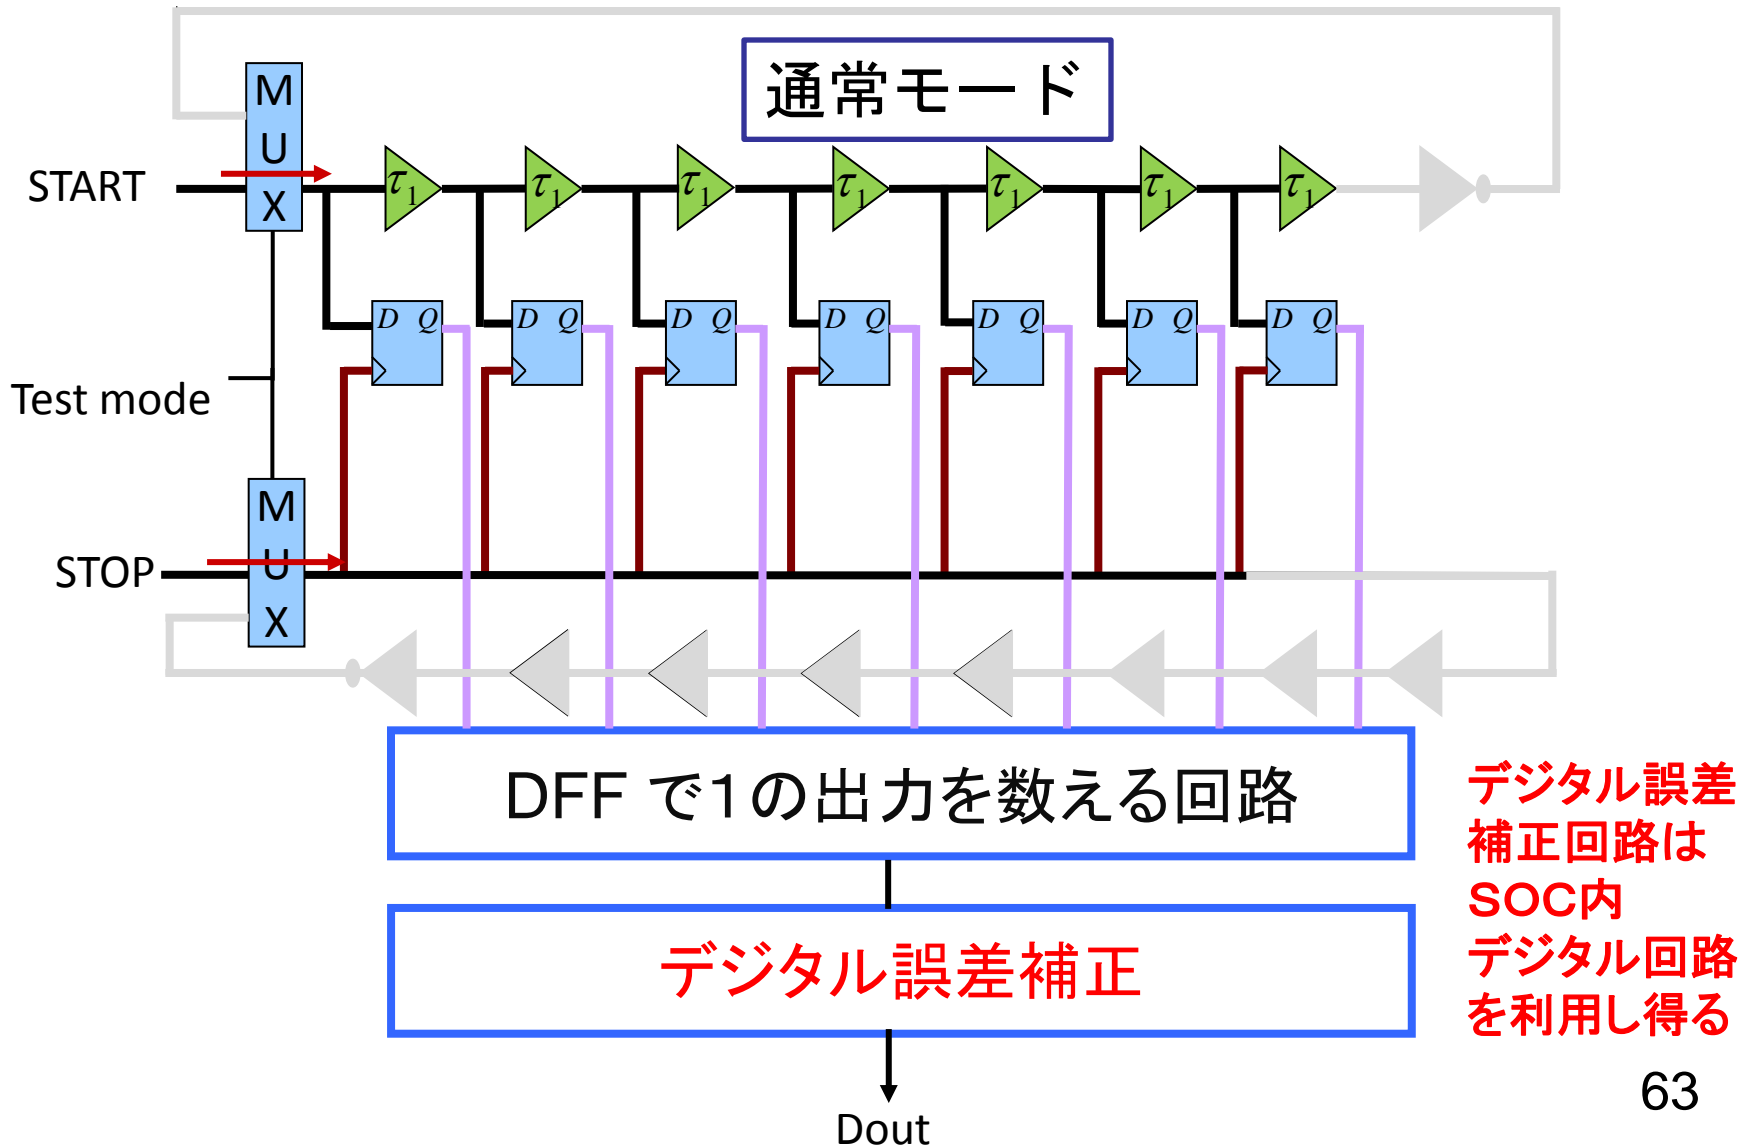 通常モード
M
U
X
START
τ1 τ1 τ1 τ1 τ1 τ1 τ1
D Q D Q D Q D Q D Q D Q D Q
Test mode
M
U
X
STOP
DFF で1の出力を数える回路
デジタル誤差補正
Dout
デジタル誤差
補正回路は
SOC内
デジタル回路
を利用し得る
63